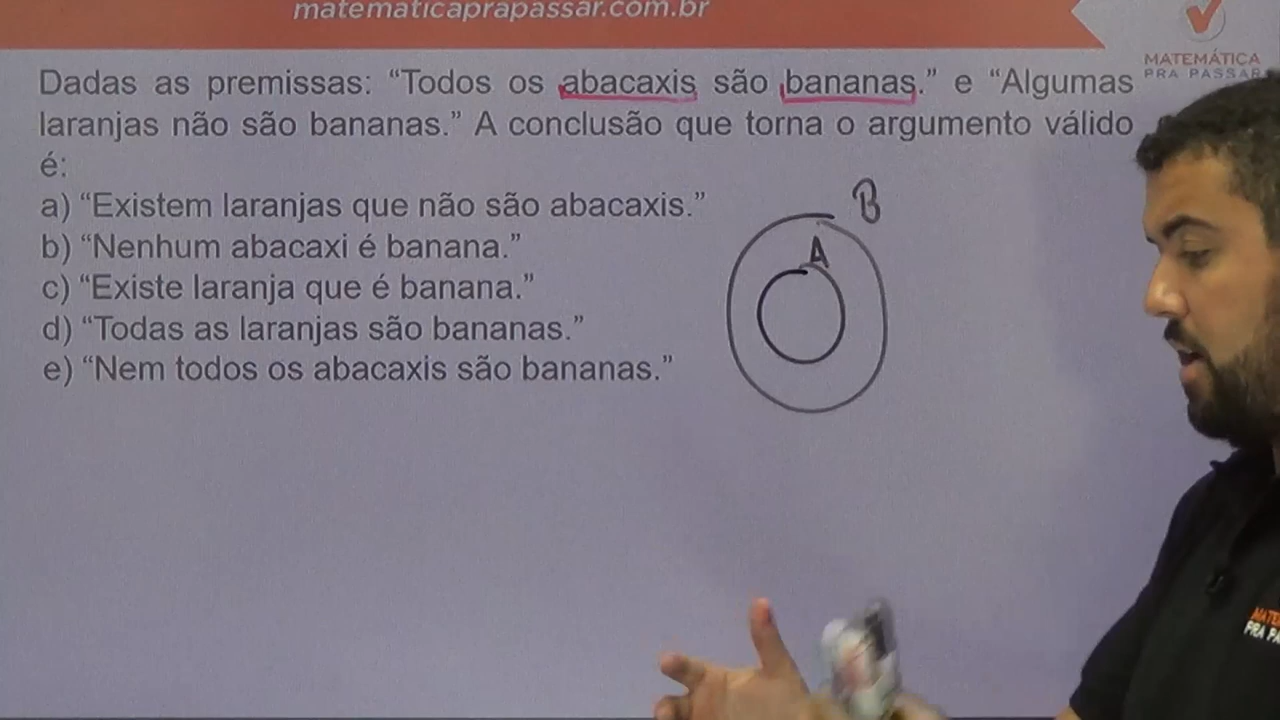 matematicaprapassar.com.br
MATEMÁTICA
PRA PASSAR
Dadas as premissas: “Todos os abacaxis são bananas.” e “Algumas
laranjas não são bananas.” A conclusão que torna o argumento válido
é:
a) “Existem laranjas que não são abacaxis.”
b) “Nenhum abacaxi é banana.”
c) “Existe laranja que é banana.”
d) “Todas as laranjas são bananas.”
e) “Nem todos os abacaxis são bananas.”
B
A